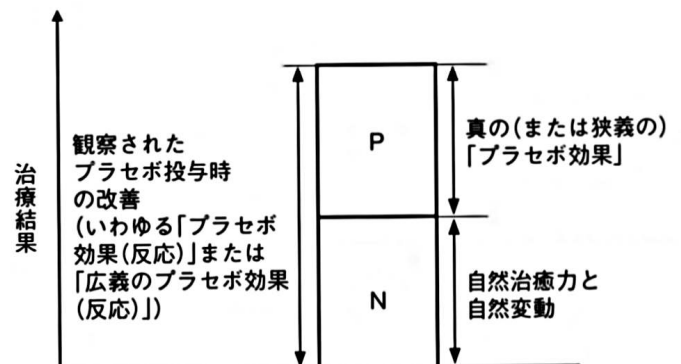 治療結果
観察された
プラセボ投与時
の改善
(いわゆる「プラセボ
効果(反応)」または
「広義のプラセボ効果
(反応)」)
P
真の(または狭義の)
「プラセボ効果」
N
自然治癒力と
自然変動